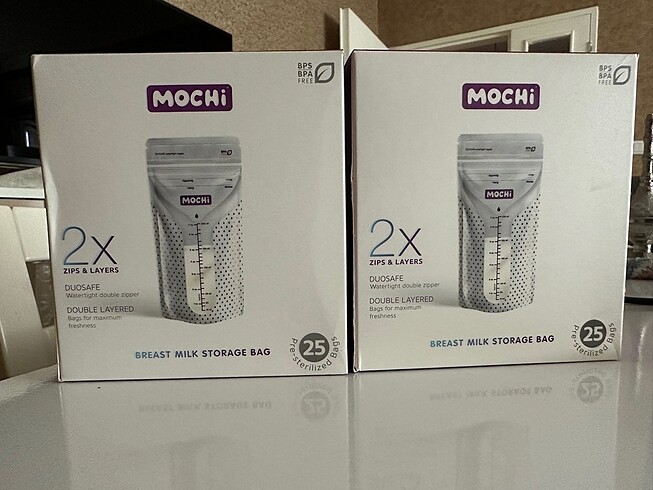 BPS
BPA
FREE
MOCHi
MOCHi
2X
ZIPS & LAYERS
DUOSAFE
Watertight double zipper
DOUBLE LAYERED
Bags for maximum
freshness
BREAST MILK STORAGE BAG
25
Pre-sterilized Bags
BPS
BPA
FREE
MOCHi
MOCHi
2X
ZIPS & LAYERS
DUOSAFE
Watertight double zipper
DOUBLE LAYERED
Bags for maximum
freshness
BREAST MILK STORAGE BAG
25
Pre-sterilized Bags